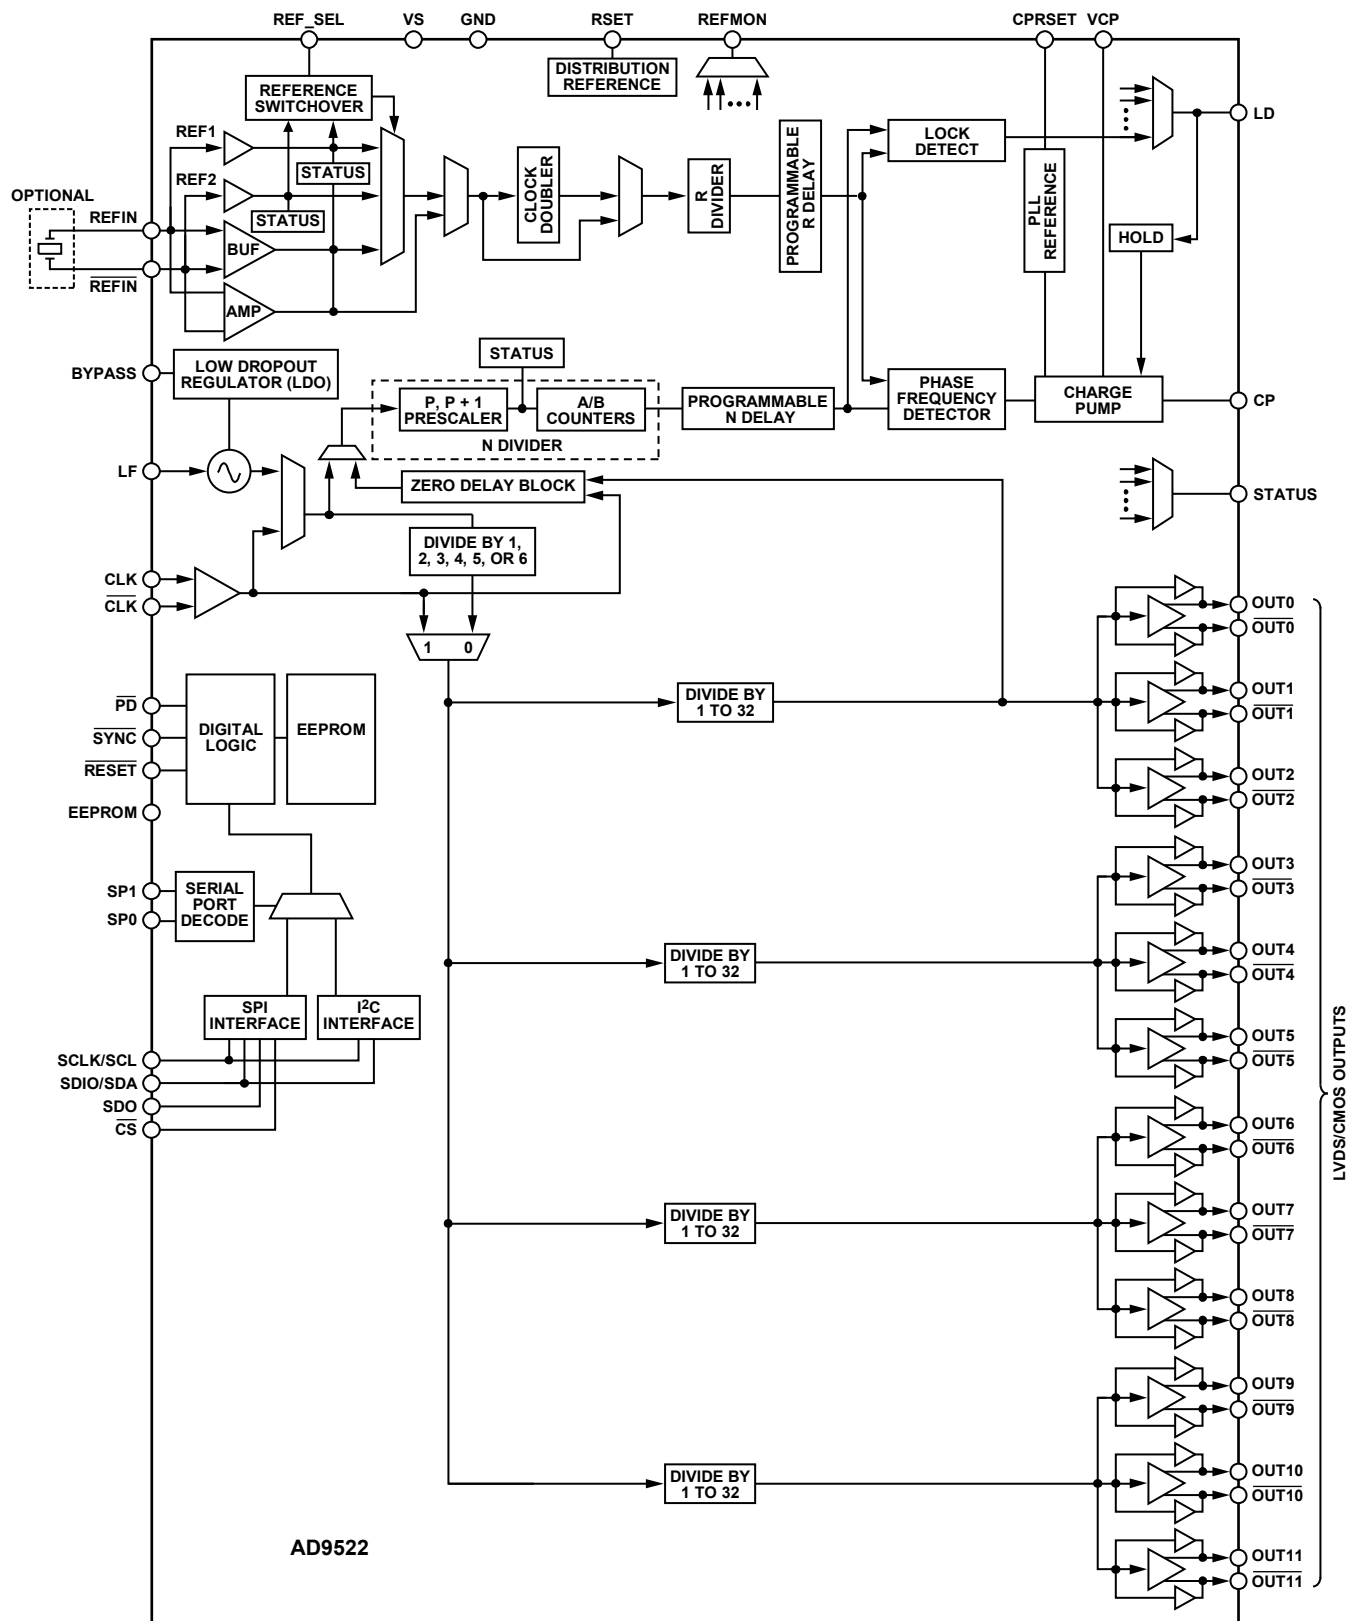 REF_SEL
VS
GND
RSET
REFMON
CPRSET
VCP
DISTRIBUTION
REFERENCE
REFERENCE
SWITCHOVER
REF1
REF2
STATUS
STATUS
OPTIONAL
REFIN
REFIN
BUF
AMP
CLOCK
DOUBLER
R
DIVIDER
PROGRAMMABLE
R DELAY
LOCK
DETECT
PLL
REFERENCE
HOLD
LD
BYPASS
LOW DROPOUT
REGULATOR (LDO)
STATUS
P, P + 1
PRESCALER
A/B
COUNTERS
N DIVIDER
PROGRAMMABLE
N DELAY
PHASE
FREQUENCY
DETECTOR
CHARGE
PUMP
CP
LF
ZERO DELAY BLOCK
STATUS
DIVIDE BY 1,
2, 3, 4, 5, OR 6
CLK
CLK
1 0
PD
SYNC
RESET
EEPROM
DIGITAL
LOGIC
EEPROM
DIVIDE BY
1 TO 32
SP1
SP0
SERIAL
PORT
DECODE
DIVIDE BY
1 TO 32
SPI
INTERFACE
I2C
INTERFACE
SCLK/SCL
SDIO/SDA
SDO
CS
DIVIDE BY
1 TO 32
DIVIDE BY
1 TO 32
OUT0
OUT0
OUT1
OUT1
OUT2
OUT2
OUT3
OUT3
OUT4
OUT4
OUT5
OUT5
OUT6
OUT6
OUT7
OUT7
OUT8
OUT8
OUT9
OUT9
OUT10
OUT10
OUT11
OUT11
LVDS/CMOS OUTPUTS
AD9522